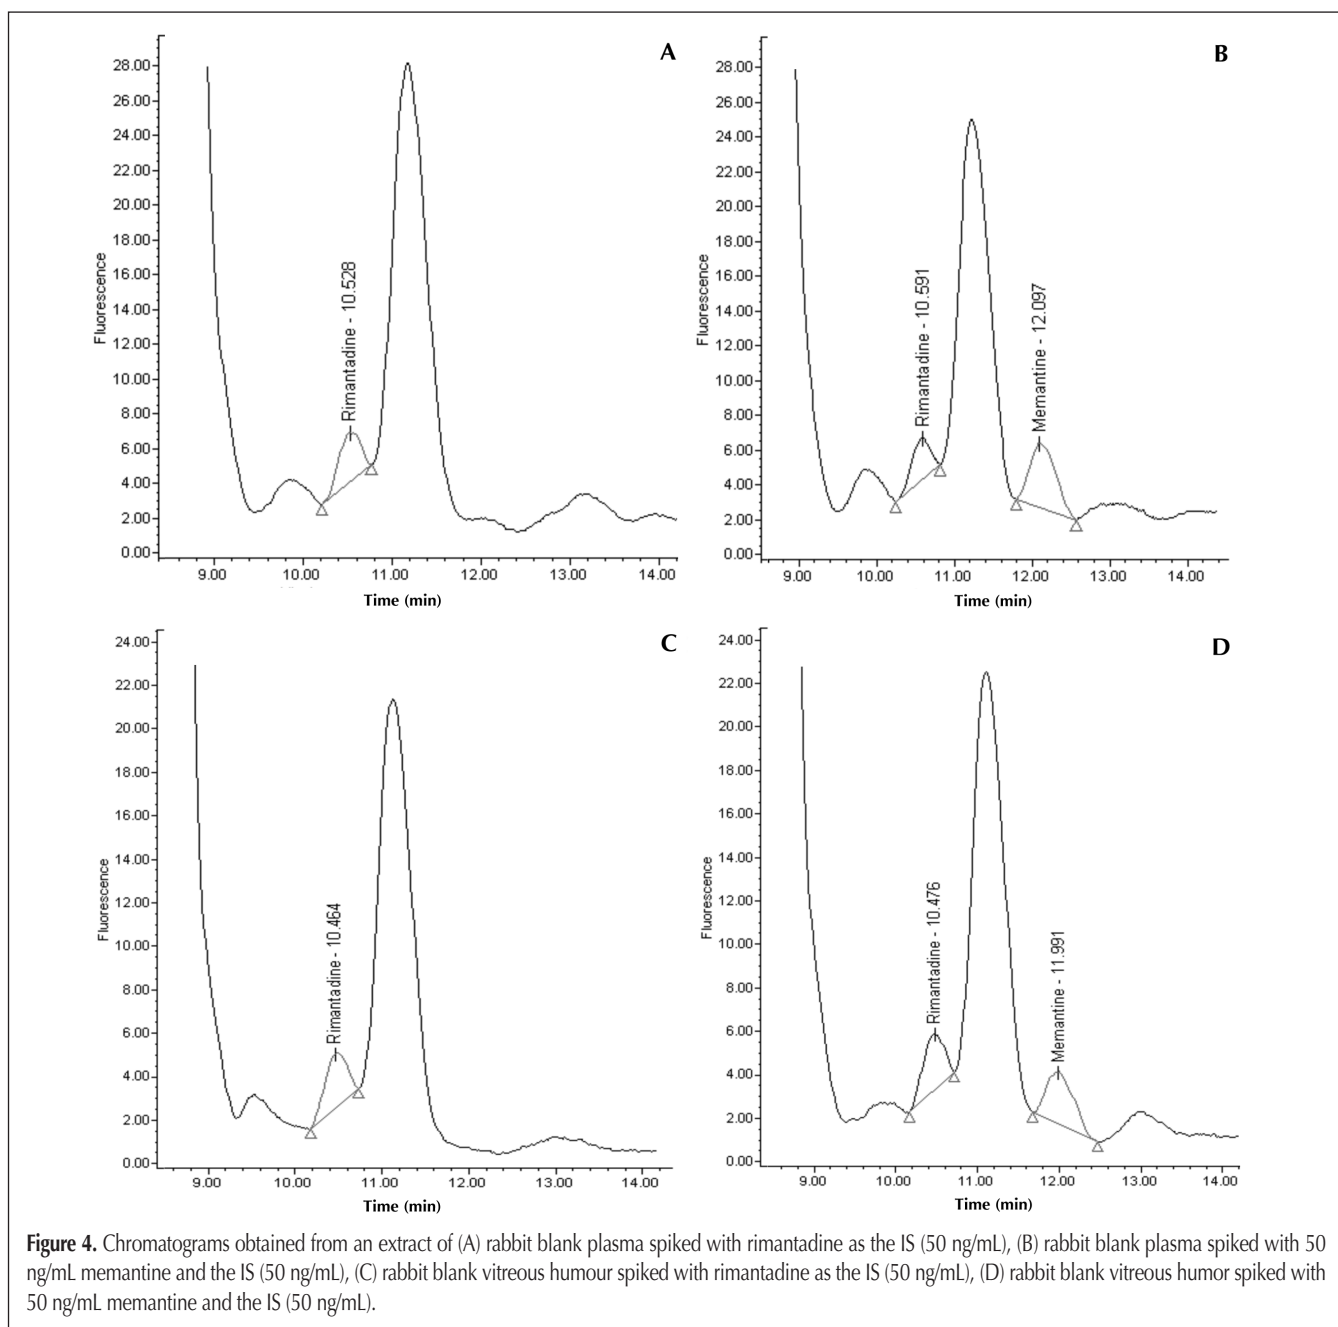 A
28.00
26.00
24.00
22.00
20.00
18.00
16.00
14.00
12.00
10.00
8.00
6.00
4.00
2.00
0.00
Fluorescence
Rimantadine - 10.528
9.00 10.00 11.00 12.00 13.00 14.00
Time (min)
B
28.00
26.00
24.00
22.00
20.00
18.00
16.00
14.00
12.00
10.00
8.00
6.00
4.00
2.00
0.00
Fluorescence
Rimantadine - 10.591
Memantine - 12.097
9.00 10.00 11.00 12.00 13.00 14.00
Time (min)
C
24.00
22.00
20.00
18.00
16.00
14.00
12.00
10.00
8.00
6.00
4.00
2.00
0.00
Fluorescence
Rimantadine - 10.464
9.00 10.00 11.00 12.00 13.00 14.00
Time (min)
D
24.00
22.00
20.00
18.00
16.00
14.00
12.00
10.00
8.00
6.00
4.00
2.00
0.00
Fluorescence
Rimantadine - 10.476
Memantine - 11.991
9.00 10.00 11.00 12.00 13.00 14.00
Time (min)
Figure 4. Chromatograms obtained from an extract of (A) rabbit blank plasma spiked with rimantadine as the IS (50 ng/mL), (B) rabbit blank plasma spiked with 50
ng/mL memantine and the IS (50 ng/mL), (C) rabbit blank vitreous humour spiked with rimantadine as the IS (50 ng/mL), (D) rabbit blank vitreous humor spiked with
50 ng/mL memantine and the IS (50 ng/mL).